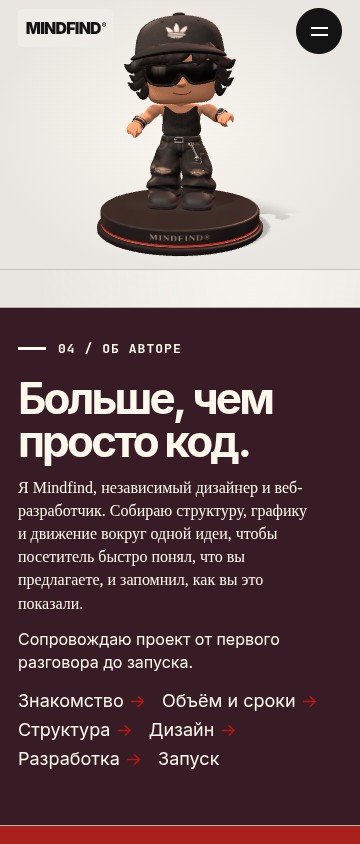 MINDFIND®
MINDFIND®
04 / ОБ АВТОРЕ
Больше, чем
просто код.
Я Mindfind, независимый дизайнер и веб-
разработчик. Собираю структуру, графику
и движение вокруг одной идеи, чтобы
посетитель быстро понял, что вы
предлагаете, и запомнил, как вы это
показали.
Сопровождаю проект от первого
разговора до запуска.
Знакомство → Объём и сроки →
Структура → Дизайн →
Разработка → Запуск